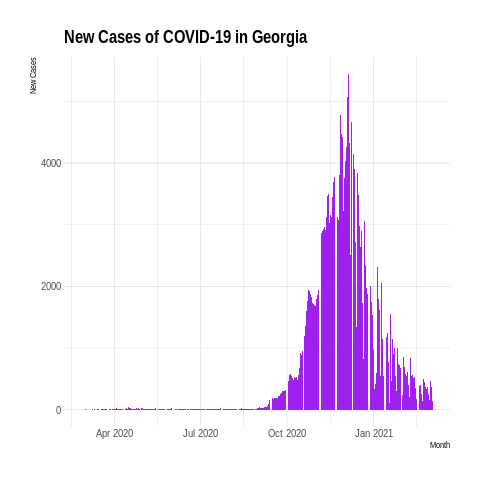 New Cases of COVID-19 in Georgia
New Cases
4000
2000
0
Apr 2020
Jul 2020
Oct 2020
Jan 2021
Month